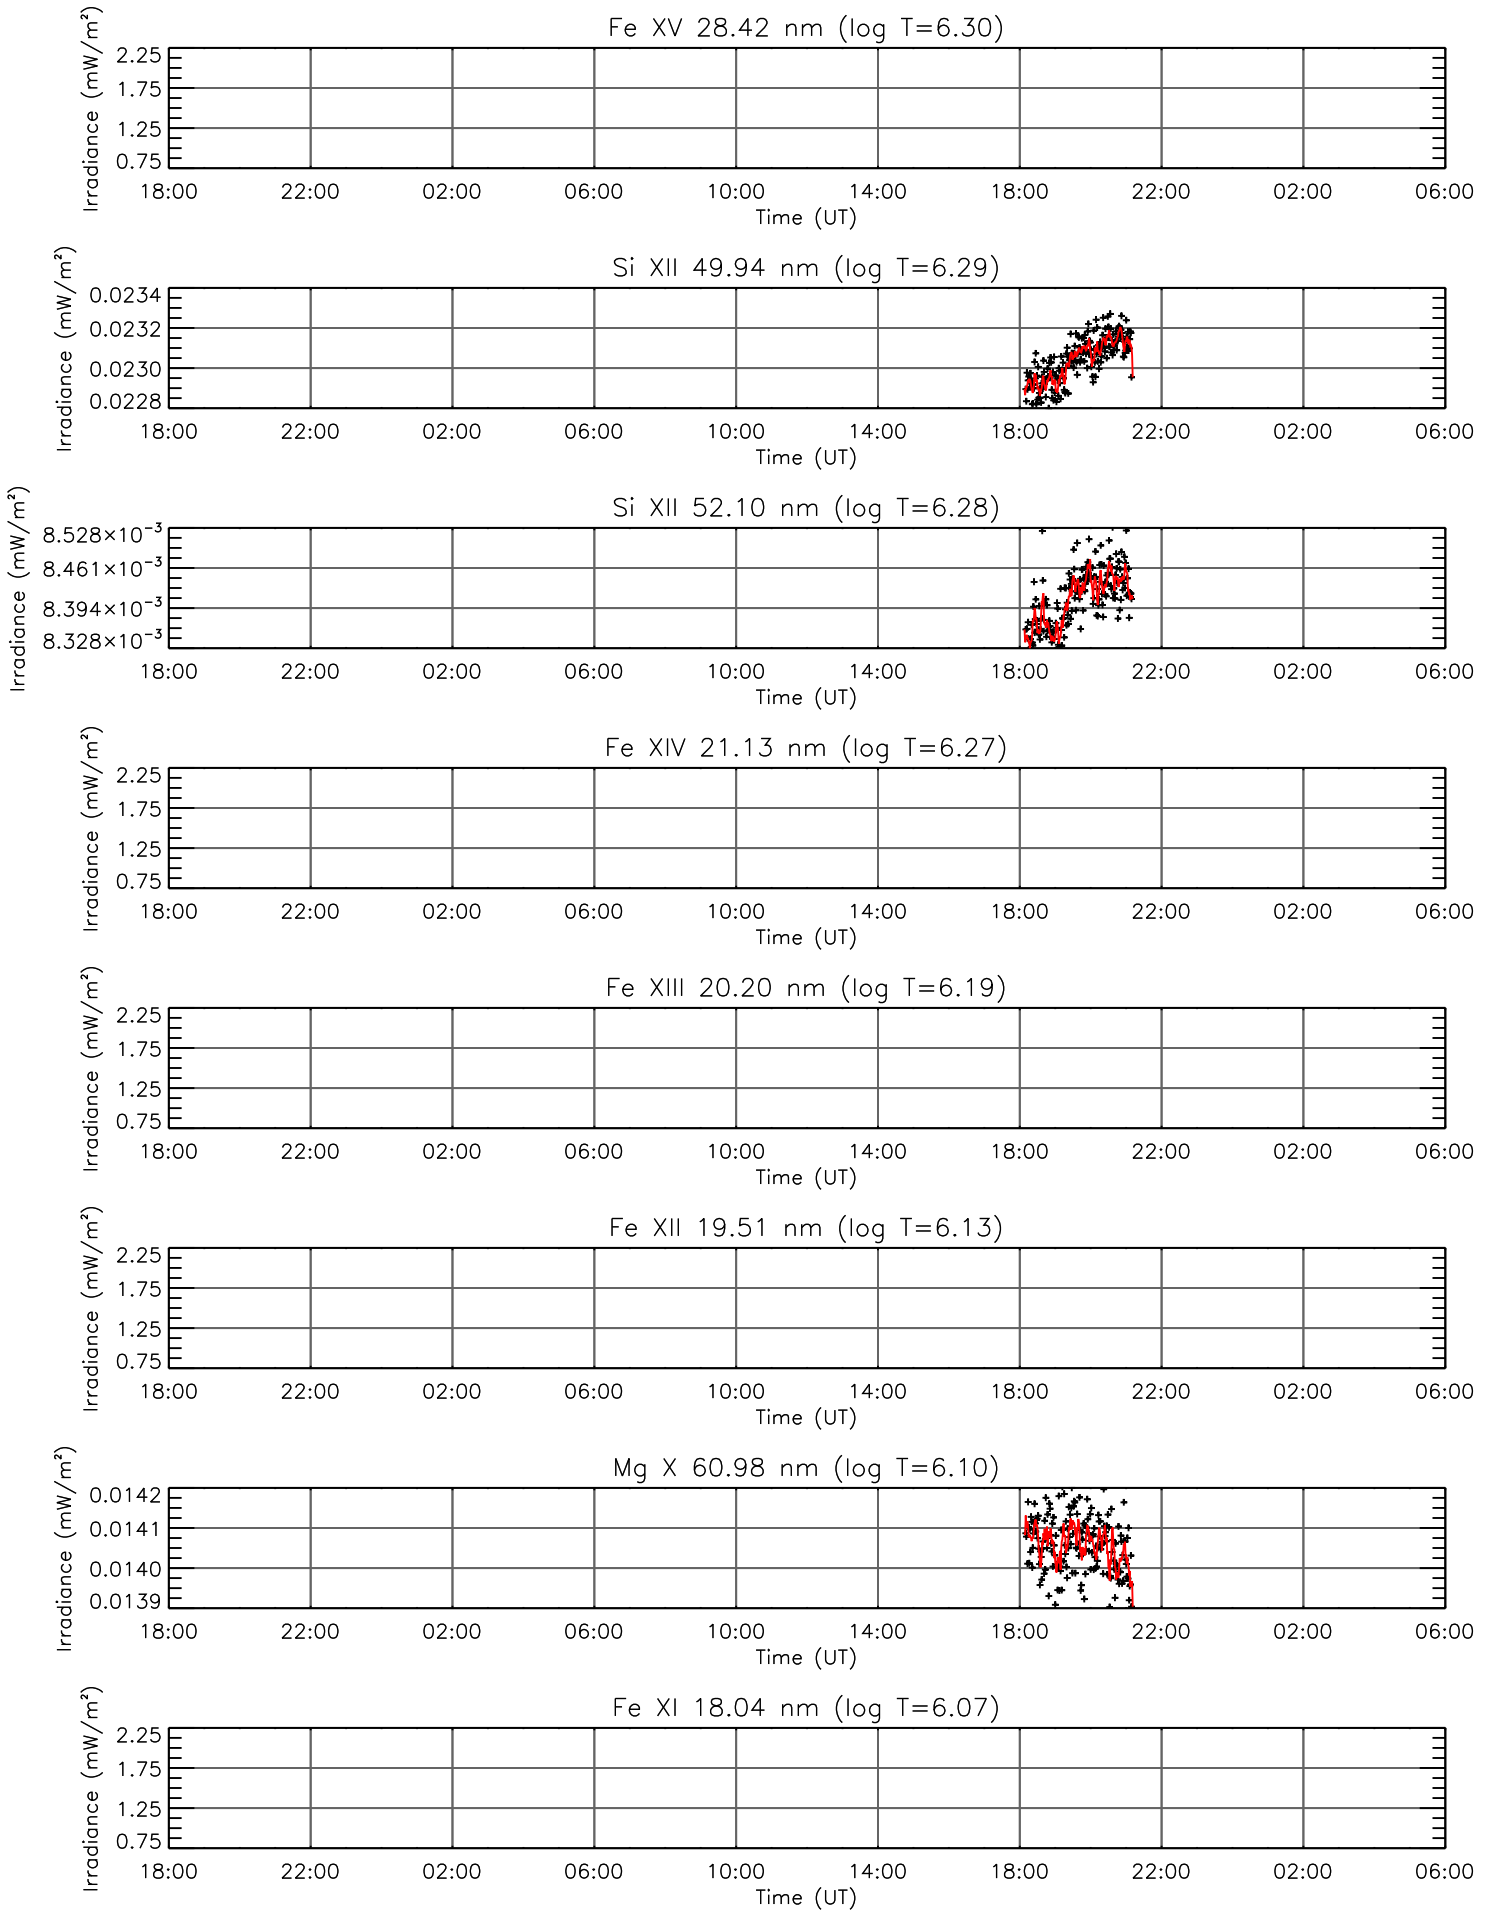 Fe XV 28.42 nm (log T=6.30)
Irradiance (mW/m²)
2.25
1.75
1.25
0.75
18:00 22:00 02:00 06:00 10:00 14:00 18:00 22:00 02:00 06:00
Time (UT)
Si XII 49.94 nm (log T=6.29)
Irradiance (mW/m²)
0.0234
0.0232
0.0230
0.0228
18:00 22:00 02:00 06:00 10:00 14:00 18:00 22:00 02:00 06:00
Time (UT)
Si XII 52.10 nm (log T=6.28)
Irradiance (mW/m²)
8.528×10⁻³
8.461×10⁻³
8.394×10⁻³
8.328×10⁻³
18:00 22:00 02:00 06:00 10:00 14:00 18:00 22:00 02:00 06:00
Time (UT)
Fe XIV 21.13 nm (log T=6.27)
Irradiance (mW/m²)
2.25
1.75
1.25
0.75
18:00 22:00 02:00 06:00 10:00 14:00 18:00 22:00 02:00 06:00
Time (UT)
Fe XIII 20.20 nm (log T=6.19)
Irradiance (mW/m²)
2.25
1.75
1.25
0.75
18:00 22:00 02:00 06:00 10:00 14:00 18:00 22:00 02:00 06:00
Time (UT)
Fe XII 19.51 nm (log T=6.13)
Irradiance (mW/m²)
2.25
1.75
1.25
0.75
18:00 22:00 02:00 06:00 10:00 14:00 18:00 22:00 02:00 06:00
Time (UT)
Mg X 60.98 nm (log T=6.10)
Irradiance (mW/m²)
0.0142
0.0141
0.0140
0.0139
18:00 22:00 02:00 06:00 10:00 14:00 18:00 22:00 02:00 06:00
Time (UT)
Fe XI 18.04 nm (log T=6.07)
Irradiance (mW/m²)
2.25
1.75
1.25
0.75
18:00 22:00 02:00 06:00 10:00 14:00 18:00 22:00 02:00 06:00
Time (UT)